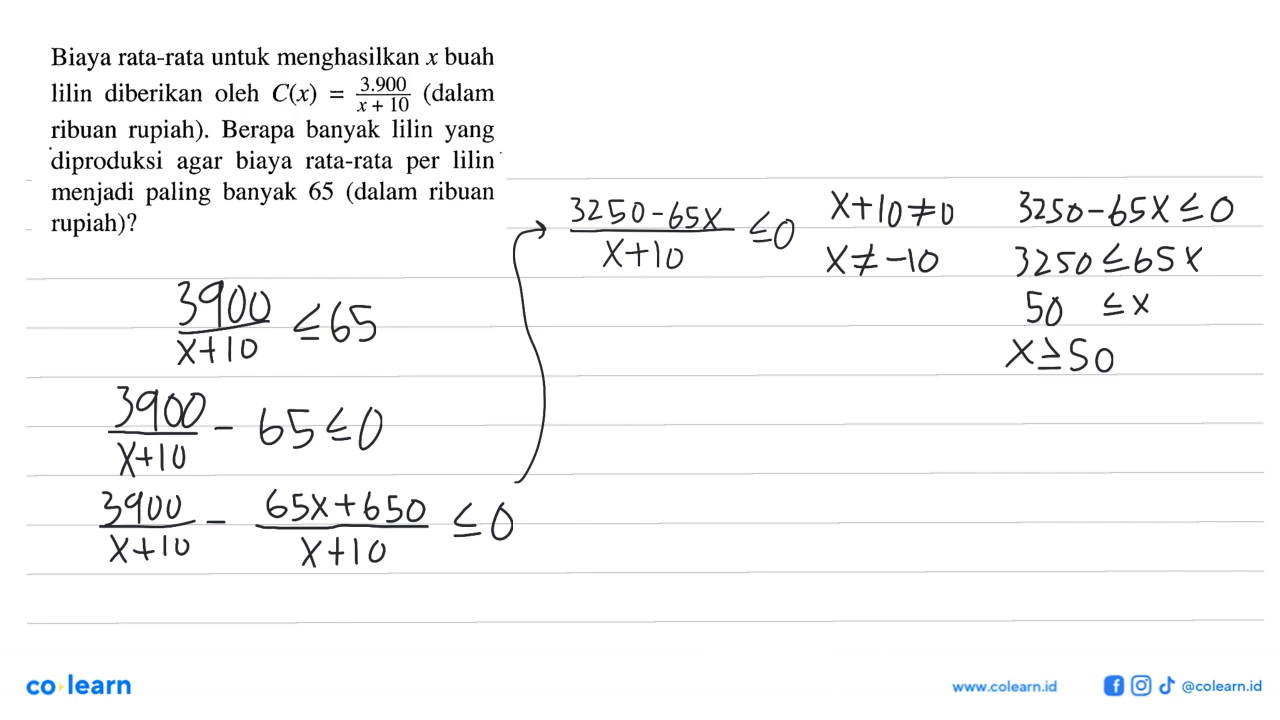 Biaya rata-rata untuk menghasilkan x buah
lilin diberikan oleh C(x) = 3.900/(x + 10) (dalam
ribuan rupiah). Berapa banyak lilin yang
diproduksi agar biaya rata-rata per lilin
menjadi paling banyak 65 (dalam ribuan
rupiah)?
3900/(x+10) ≤ 65
3900/(x+10) - 65 ≤ 0
3900/(x+10) - (65x+650)/(x+10) ≤ 0
→ (3250-65x)/(x+10) ≤ 0
x+10 ≠ 0
x ≠ -10
3250-65x ≤ 0
3250 ≤ 65x
50 ≤ x
x ≥ 50
co learn
www.colearn.id
@colearn.id